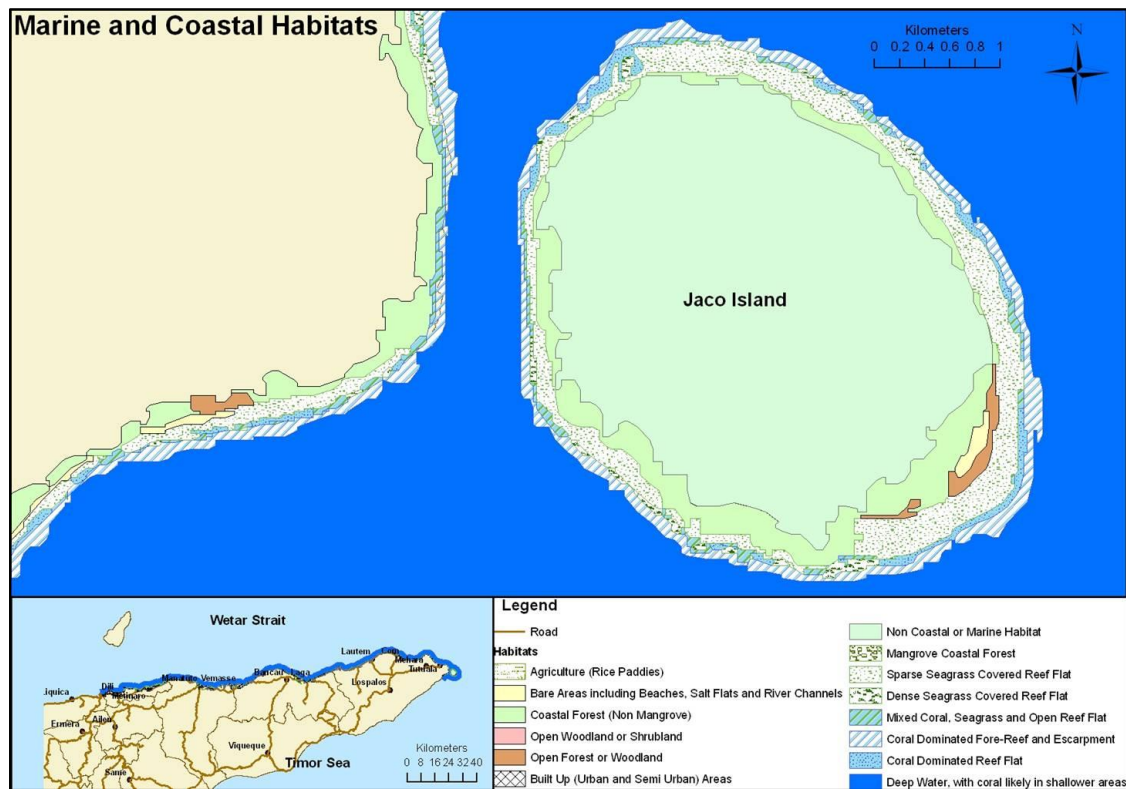 Marine and Coastal Habitats
Kilometers
0 0.2 0.4 0.6 0.8 1
N
Jaco Island
Wetar Strait
Lautem
Com
Mehara
Tutuala
Baucau
Laga
Manatuto
Vemasse
Dili
Metinaro
.iquica
Lospalos
Ermera
Aileu
Viqueque
Same
Timor Sea
Kilometers
0 4 8 16 24 32 40
Legend
Road
Habitats
Agriculture (Rice Paddies)
Bare Areas including Beaches, Salt Flats and River Channels
Coastal Forest (Non Mangrove)
Open Woodland or Shrubland
Open Forest or Woodland
Built Up (Urban and Semi Urban) Areas
Non Coastal or Marine Habitat
Mangrove Coastal Forest
Sparse Seagrass Covered Reef Flat
Dense Seagrass Covered Reef Flat
Mixed Coral, Seagrass and Open Reef Flat
Coral Dominated Fore-Reef and Escarpment
Coral Dominated Reef Flat
Deep Water, with coral likely in shallower areas